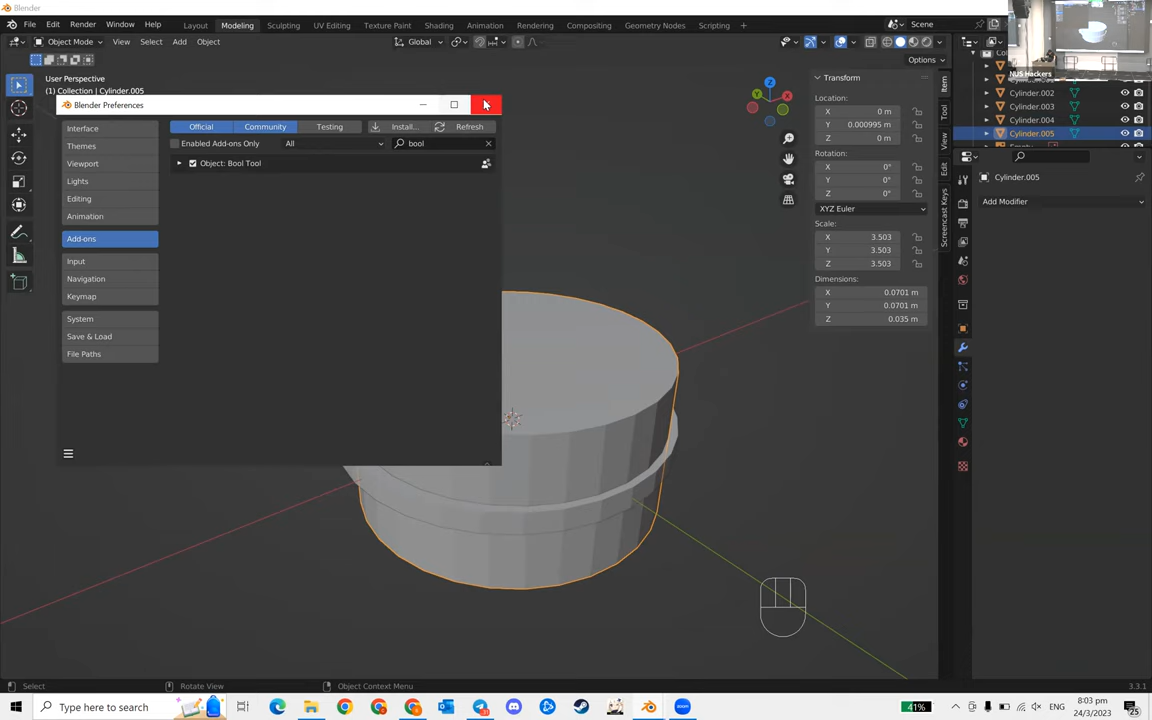 Blender
File Edit Render Window Help Layout Modeling Sculpting UV Editing Texture Paint Shading Animation Rendering Compositing Geometry Nodes Scripting + Scene
Object Mode View Select Add Object Global
Options
User Perspective
(1) Collection | Cylinder.005
NUS Hackers
Cylinder.002
Cylinder.003
Cylinder.004
Cylinder.005
Blender Preferences
Interface
Themes
Viewport
Lights
Editing
Animation
Add-ons
Input
Navigation
Keymap
System
Save & Load
File Paths
Official Community Testing Install... Refresh
Enabled Add-ons Only All bool
Object: Bool Tool
Transform
Location:
X 0 m
Y 0.000995 m
Z 0 m
Rotation:
X 0°
Y 0°
Z 0°
XYZ Euler
Scale:
X 3.503
Y 3.503
Z 3.503
Dimensions:
X 0.0701 m
Y 0.0701 m
Z 0.035 m
Item
Tool
View
Edit
Screencast Keys
Cylinder.005
Add Modifier
Select Rotate View Object Context Menu 3.3.1
Type here to search
41% ENG 8:03 pm
24/3/2023 25